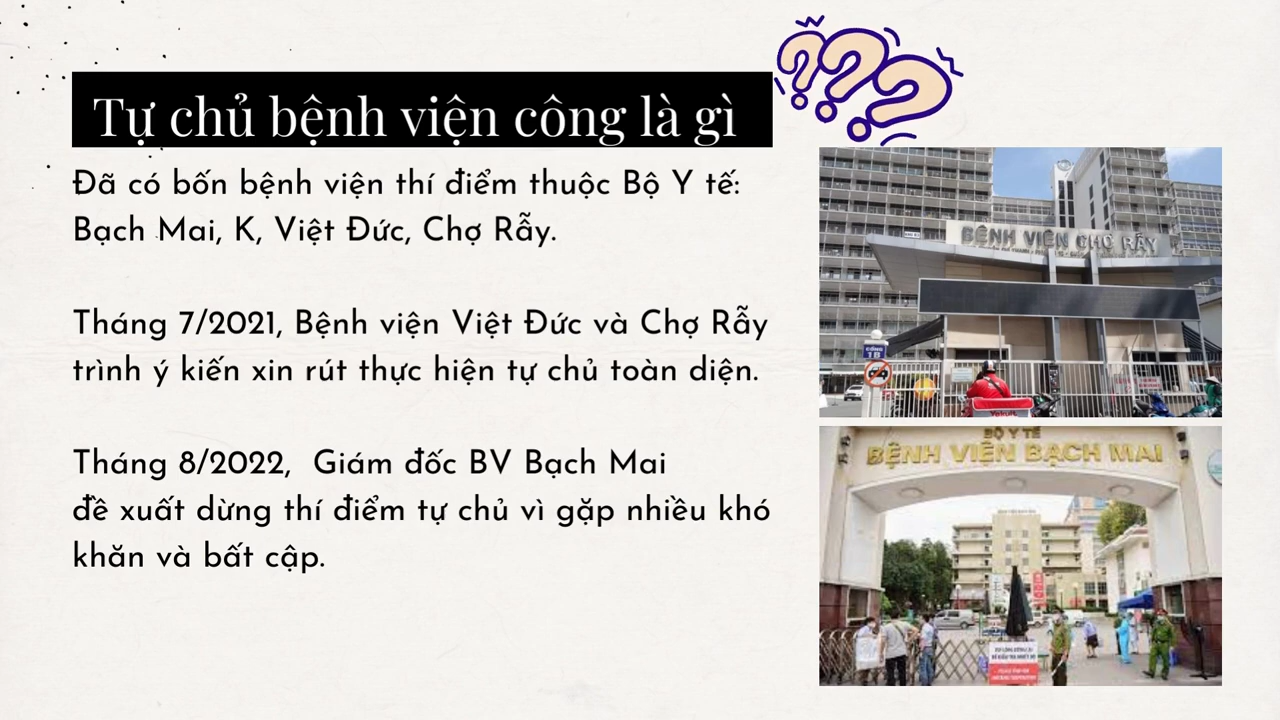 ???
Tự chủ bệnh viện công là gì
Đã có bốn bệnh viện thí điểm thuộc Bộ Y tế:
Bạch Mai, K, Việt Đức, Chợ Rẫy.
Tháng 7/2021, Bệnh viện Việt Đức và Chợ Rẫy
trình ý kiến xin rút thực hiện tự chủ toàn diện.
Tháng 8/2022, Giám đốc BV Bạch Mai
đề xuất dừng thí điểm tự chủ vì gặp nhiều khó
khăn và bất cập.
BỆNH VIỆN CHỢ RẪY
CỔNG
1B
BỘ Y TẾ
BỆNH VIỆN BẠCH MAI